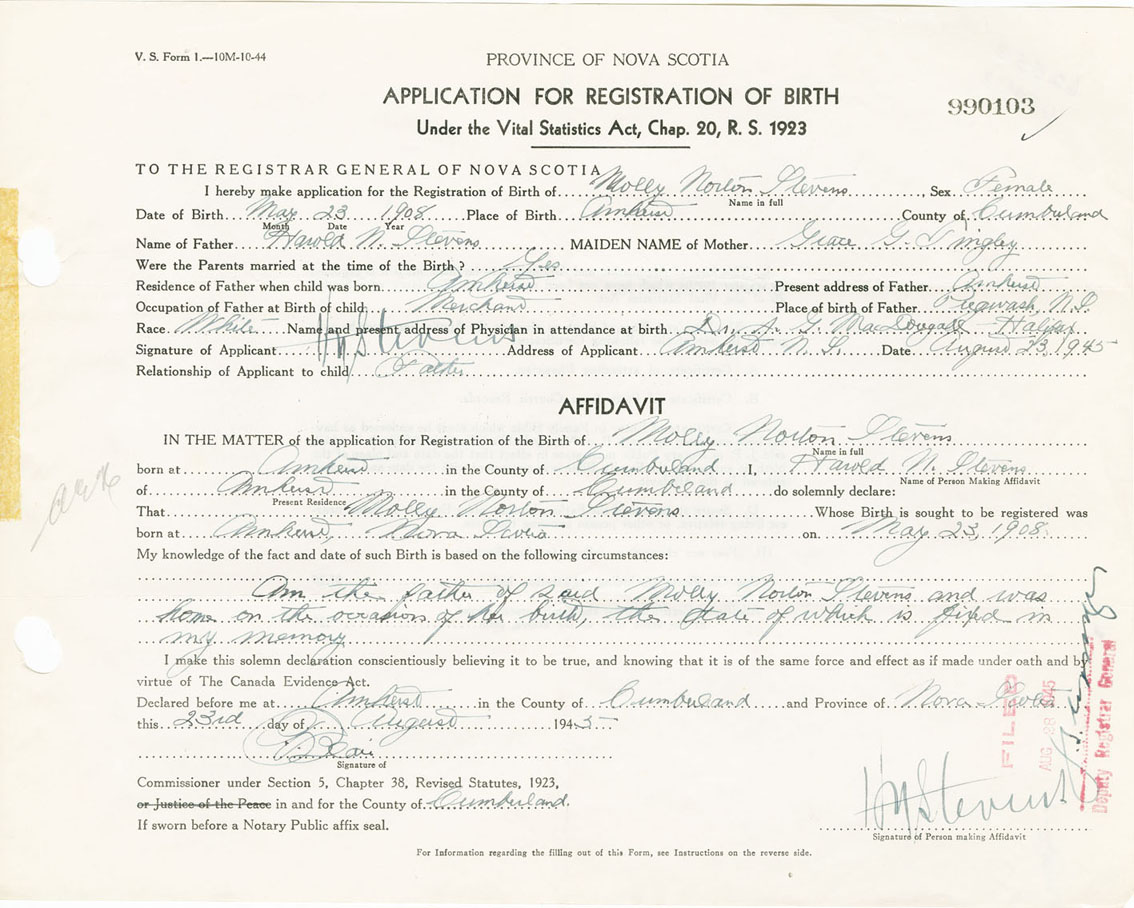 V. S. Form 1.—10M-10-44
PROVINCE OF NOVA SCOTIA
APPLICATION FOR REGISTRATION OF BIRTH
990103
Under the Vital Statistics Act, Chap. 20, R. S. 1923
TO THE REGISTRAR GENERAL OF NOVA SCOTIA
I hereby make application for the Registration of Birth of Molly Norton Stevens, Sex Female
Name in full
Date of Birth May 23 1908 Place of Birth Amherst County of Cumberland
Month Date Year
Name of Father Harold N. Stevens MAIDEN NAME of Mother Grace G. Tingley
Were the Parents married at the time of the Birth? Yes
Residence of Father when child was born Amherst Present address of Father Amherst
Occupation of Father at Birth of child Merchant Place of birth of Father Pugwash, N.S.
Race White Name and present address of Physician in attendance at birth Dr. H. G. MacDougall Halifax
Signature of Applicant HNStevens Address of Applicant Amherst N. S. Date August 23, 1945
Relationship of Applicant to child Father
AFFIDAVIT
IN THE MATTER of the application for Registration of the Birth of Molly Norton Stevens
Name in full
born at Amherst in the County of Cumberland I, Harold N. Stevens
Name of Person Making Affidavit
of Amherst in the County of Cumberland do solemnly declare:
Present Residence
That Molly Norton Stevens Whose Birth is sought to be registered was
born at Amherst, Nova Scotia on May 23, 1908.
My knowledge of the fact and date of such Birth is based on the following circumstances:
Am the father of said Molly Norton Stevens and was
home on the occasion of her birth, the date of which is fixed in
my memory
I make this solemn declaration conscientiously believing it to be true, and knowing that it is of the same force and effect as if made under oath and by
virtue of The Canada Evidence Act.
Declared before me at Amherst in the County of Cumberland and Province of Nova Scotia
this 23rd day of August 1945
Signature of
Commissioner under Section 5, Chapter 38, Revised Statutes, 1923,
or Justice of the Peace in and for the County of Cumberland.
If sworn before a Notary Public affix seal.
HNStevens
Signature of Person making Affidavit
FILED
AUG 28 1945
Deputy Registrar General
For Information regarding the filling out of this Form, see Instructions on the reverse side.